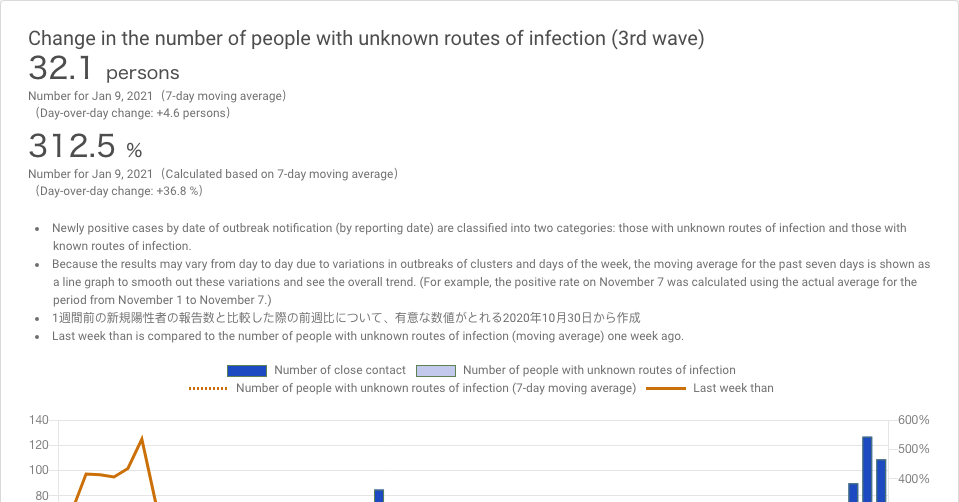 Change in the number of people with unknown routes of infection (3rd wave)
32.1 persons
Number for Jan 9, 2021（7-day moving average）
（Day-over-day change: +4.6 persons）
312.5 %
Number for Jan 9, 2021（Calculated based on 7-day moving average）
（Day-over-day change: +36.8 %）
• Newly positive cases by date of outbreak notification (by reporting date) are classified into two categories: those with unknown routes of infection and those with
known routes of infection.
• Because the results may vary from day to day due to variations in outbreaks of clusters and days of the week, the moving average for the past seven days is shown as
a line graph to smooth out these variations and see the overall trend. (For example, the positive rate on November 7 was calculated using the actual average for the
period from November 1 to November 7.)
• 1週間前の新規陽性者の報告数と比較した際の前週比について、有意な数値がとれる2020年10月30日から作成
• Last week than is compared to the number of people with unknown routes of infection (moving average) one week ago.
Number of close contact Number of people with unknown routes of infection
Number of people with unknown routes of infection (7-day moving average) Last week than
140 600%
120 500%
100 400%
80